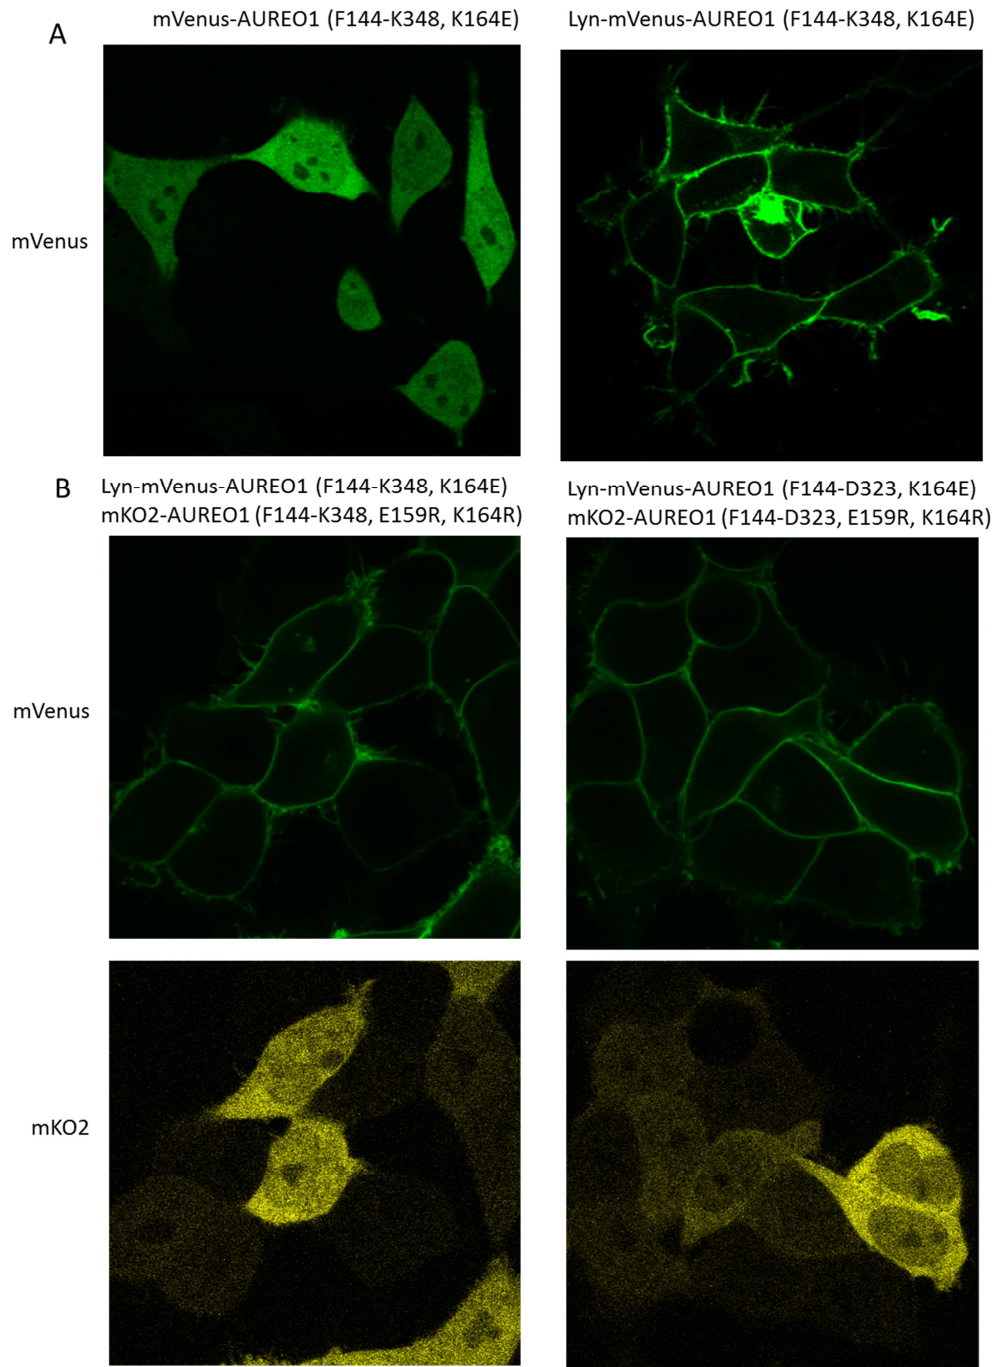 A
mVenus-AUREO1 (F144-K348, K164E)
Lyn-mVenus-AUREO1 (F144-K348, K164E)
mVenus
B
Lyn-mVenus-AUREO1 (F144-K348, K164E)
mKO2-AUREO1 (F144-K348, E159R, K164R)
Lyn-mVenus-AUREO1 (F144-D323, K164E)
mKO2-AUREO1 (F144-D323, E159R, K164R)
mVenus
mKO2